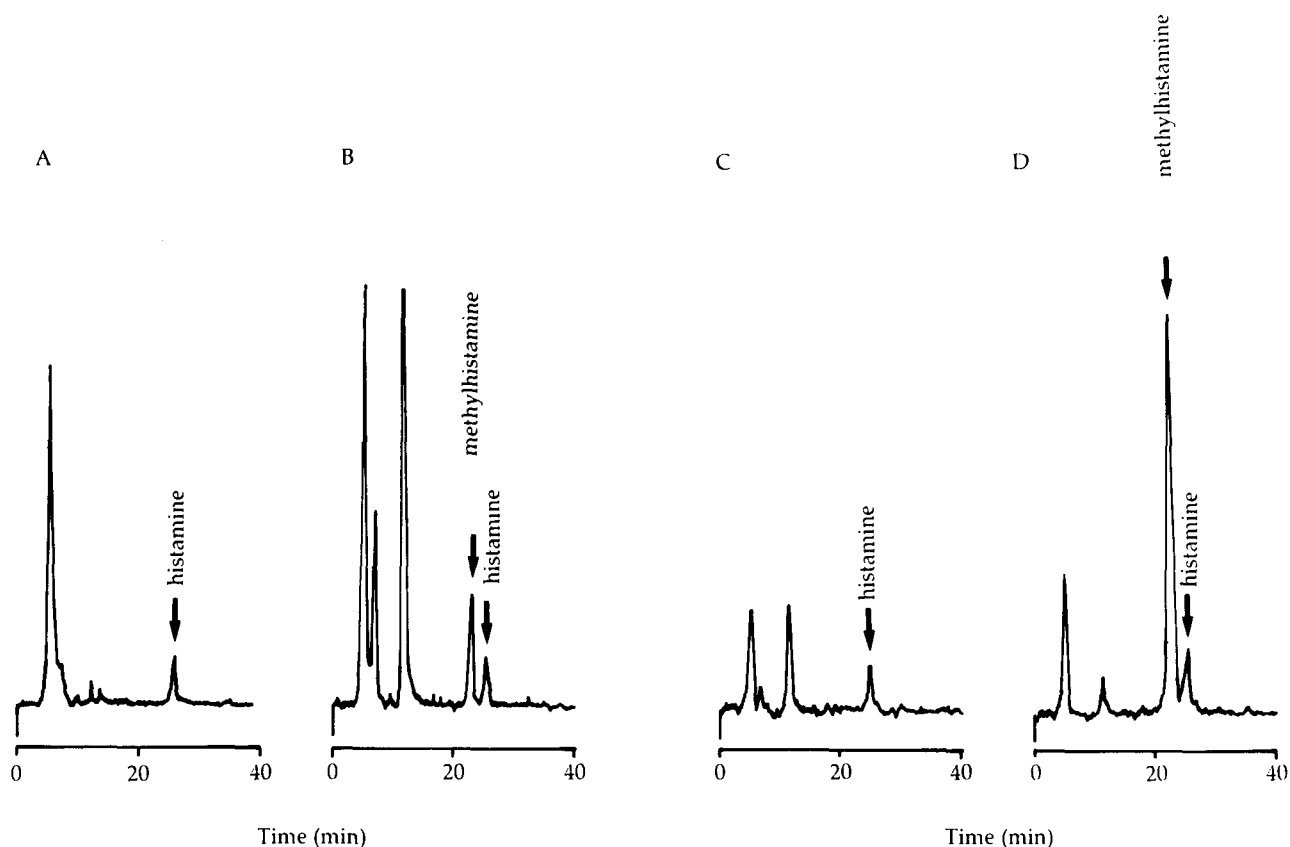 A
B
C
D
histamine
methylhistamine
histamine
histamine
methylhistamine
histamine
0 20 40
0 20 40
0 20 40
0 20 40
Time (min)
Time (min)